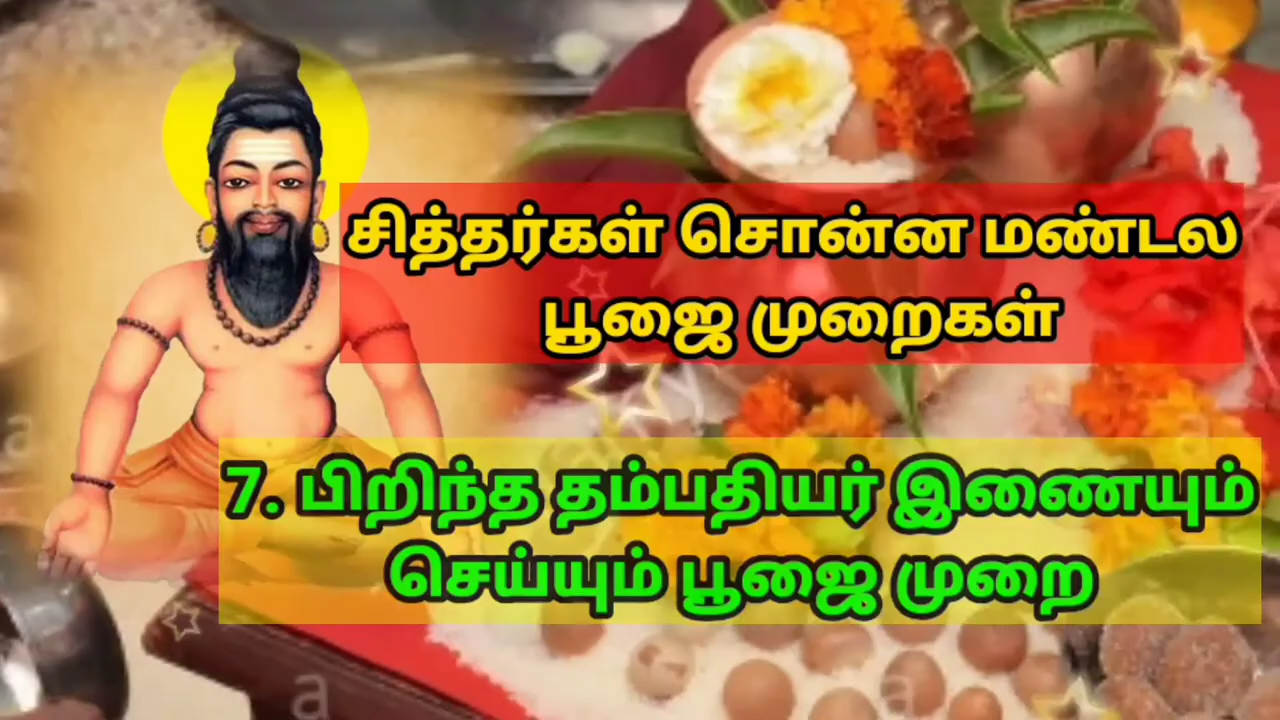 சித்தர்கள் சொன்ன மண்டல
பூஜை முறைகள்
7. பிறிந்த தம்பதியர் இணையும்
செய்யும் பூஜை முறை
a
a
a
a